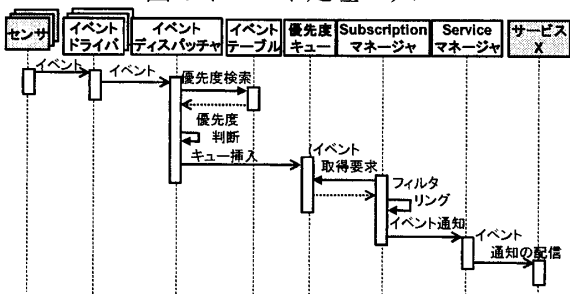 センサ
イベント
ドライバ
イベント
ディスパッチャ
イベント
テーブル
優先度
キュー
Subscription
マネージャ
Service
マネージャ
サービス
X
イベント
イベント
優先度検索
優先度
判断
キュー挿入
イベント
取得要求
フィルタ
リング
イベント通知
イベント
通知の配信